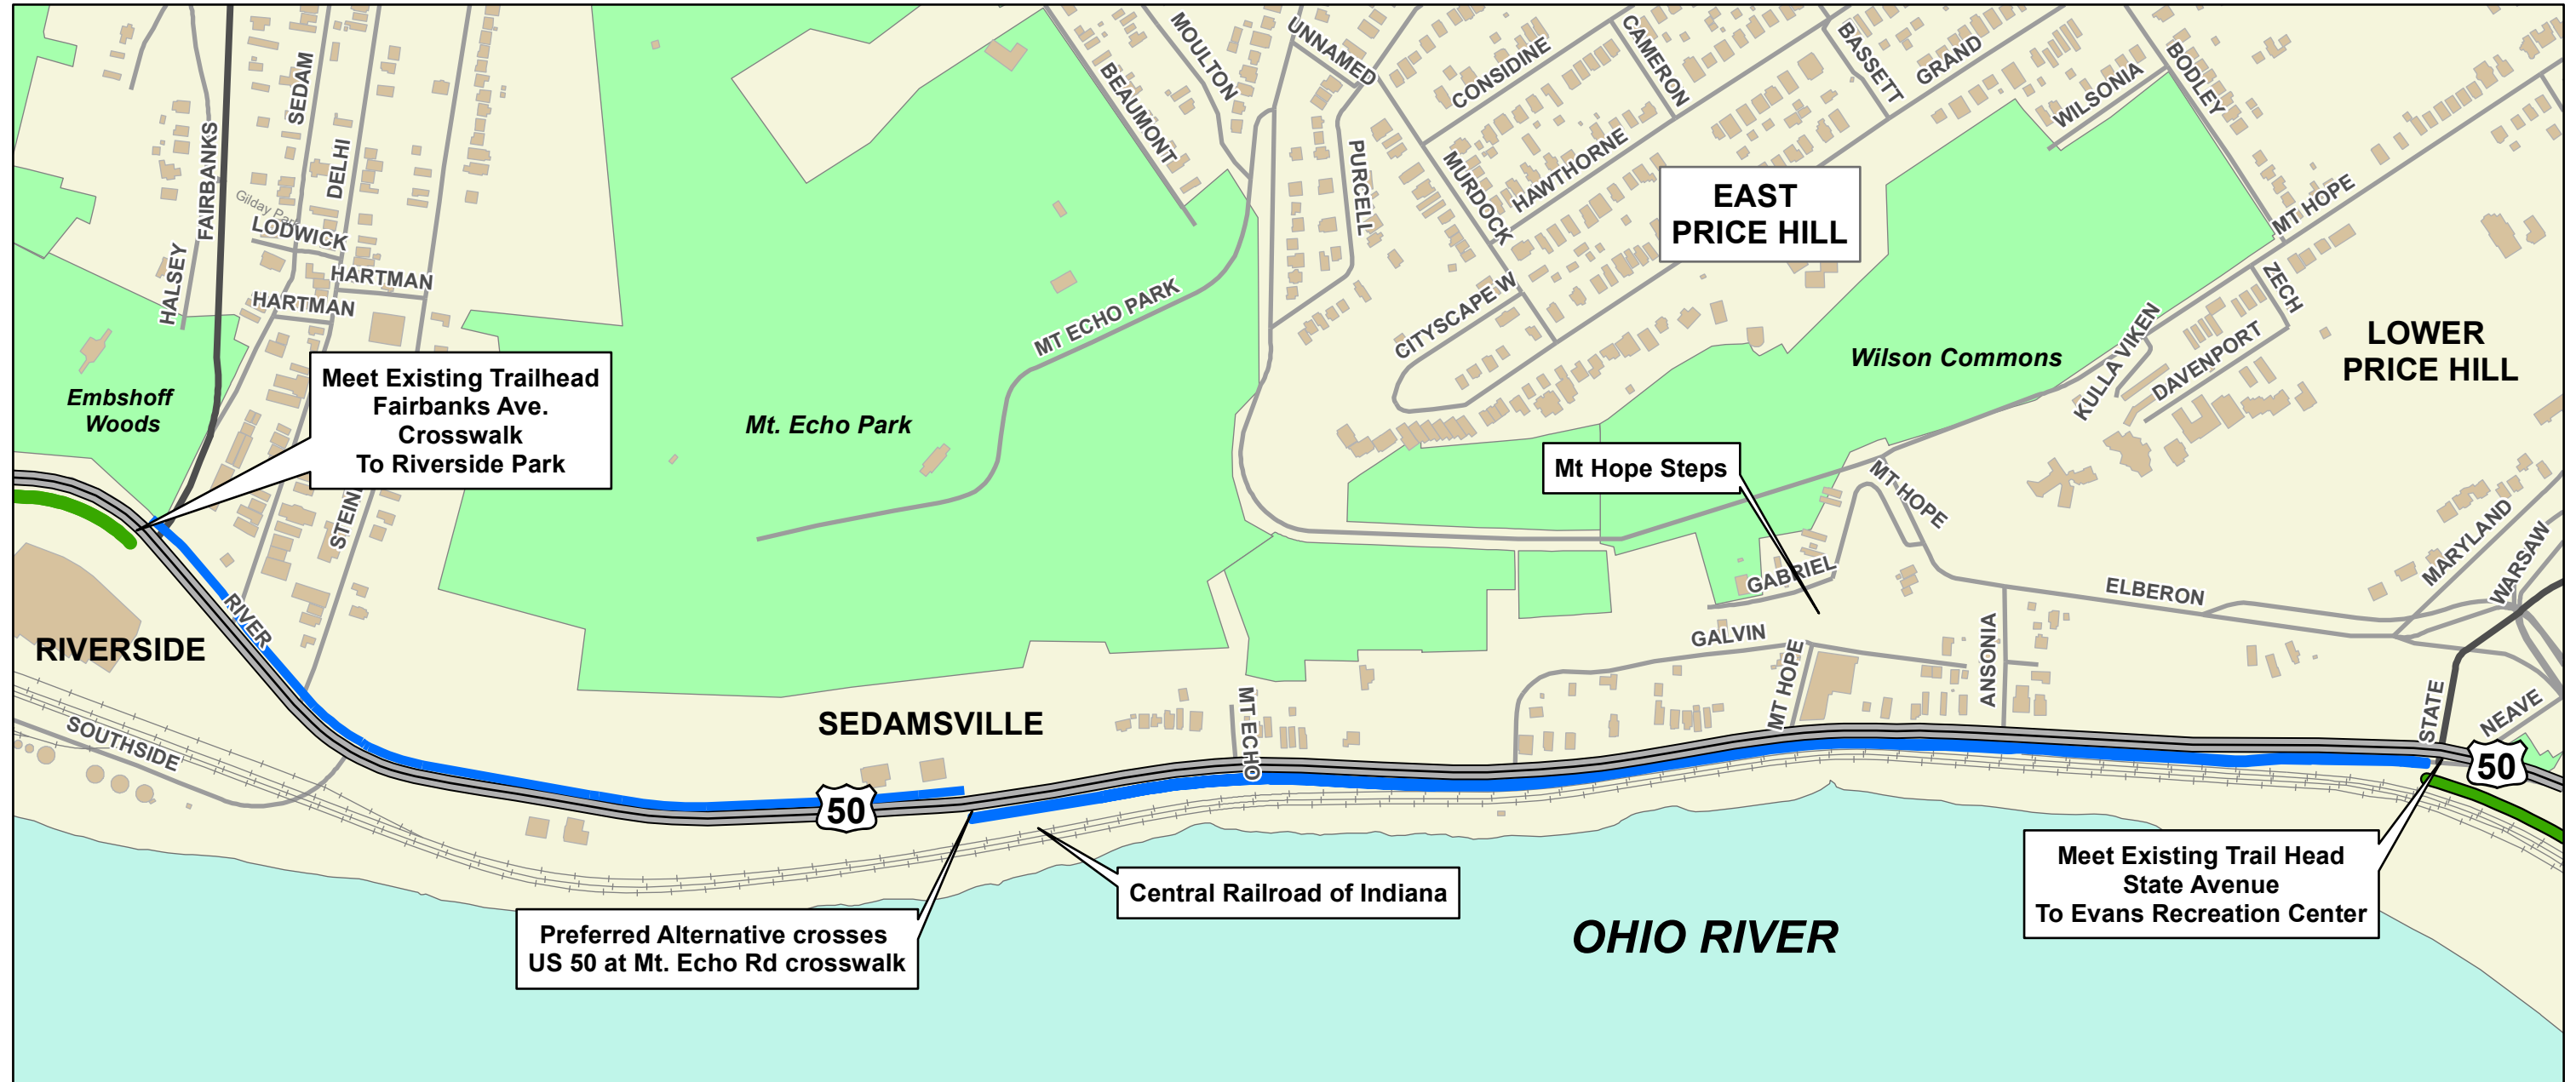 SEDAM
DELHI
FAIRBANKS
Gilday Park
LODWICK
HALSEY
HARTMAN
HARTMAN
BEAUMONT
MOULTON
UNNAMED
PURCELL
CONSIDINE
CAMERON
BASSETT
GRAND
WILSONIA
BODLEY
MURDOCK
HAWTHORNE
EAST
PRICE HILL
MT HOPE
ZECH
CITYSCAPE W
MT ECHO PARK
KULLA VIKEN
DAVENPORT
LOWER
PRICE HILL
Wilson Commons
Embshoff
Woods
Mt. Echo Park
Meet Existing Trailhead
Fairbanks Ave.
Crosswalk
To Riverside Park
Mt Hope Steps
MT HOPE
MARYLAND
WARSAW
GABRIEL
ELBERON
RIVER
RIVERSIDE
GALVIN
MT HOPE
ANSONIA
STATE
NEAVE
SOUTHSIDE
SEDAMSVILLE
MT ECHO
50
50
Central Railroad of Indiana
Preferred Alternative crosses
US 50 at Mt. Echo Rd crosswalk
OHIO RIVER
Meet Existing Trail Head
State Avenue
To Evans Recreation Center